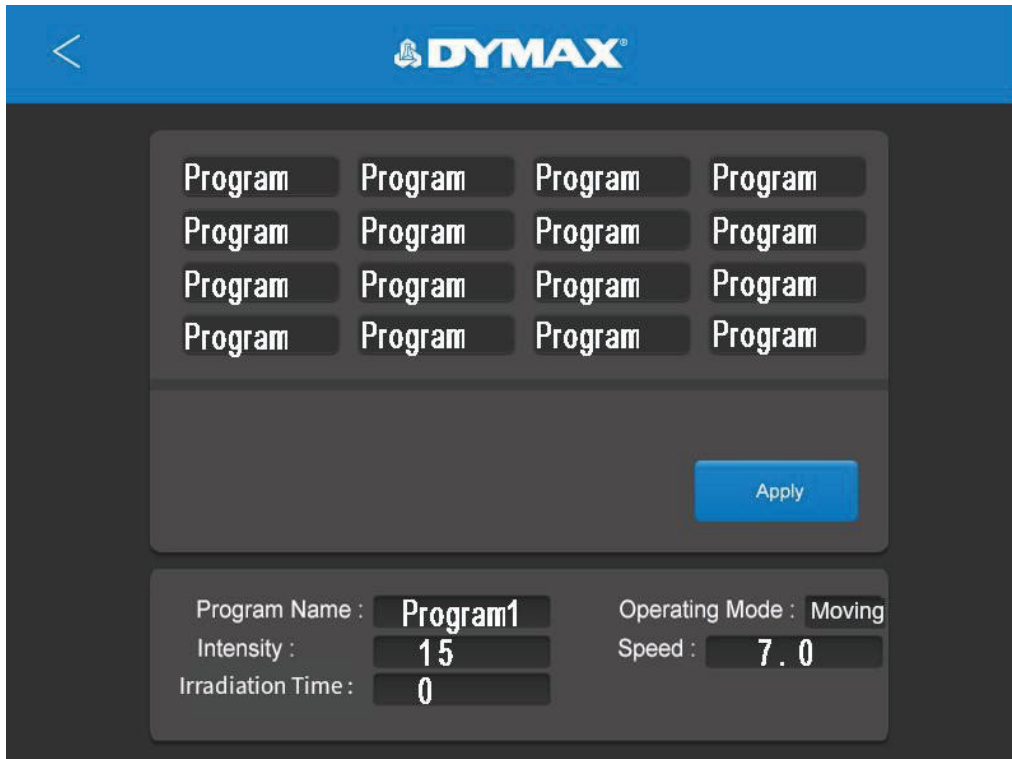 DYMAX®
Program Program Program Program
Program Program Program Program
Program Program Program Program
Program Program Program Program
Apply
Program Name : Program1 Operating Mode : Moving
Intensity : 15 Speed : 7.0
Irradiation Time : 0